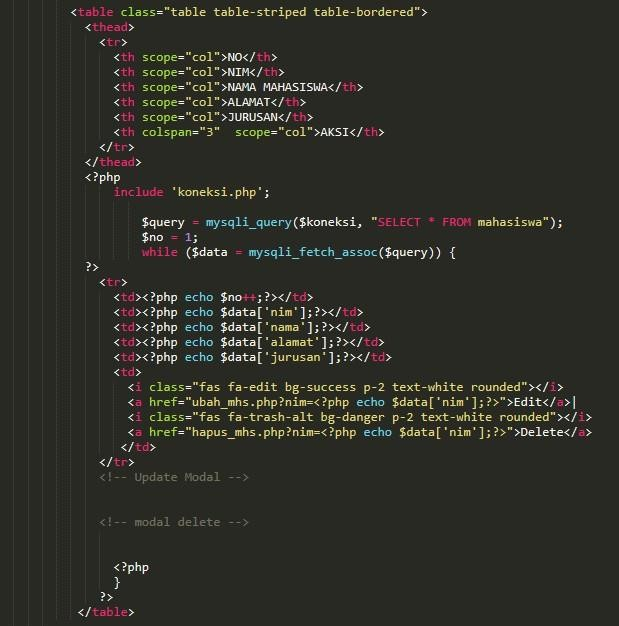 <table class="table table-striped table-bordered">
<thead>
<tr>
<th scope="col">NO</th>
<th scope="col">NIM</th>
<th scope="col">NAMA MAHASISWA</th>
<th scope="col">ALAMAT</th>
<th scope="col">JURUSAN</th>
<th colspan="3"  scope="col">AKSI</th>
</tr>
</thead>
<?php
include 'koneksi.php';
$query = mysqli_query($koneksi, "SELECT * FROM mahasiswa");
$no = 1;
while ($data = mysqli_fetch_assoc($query)) {
?>
<tr>
<td><?php echo $no++;?></td>
<td><?php echo $data['nim'];?></td>
<td><?php echo $data['nama'];?></td>
<td><?php echo $data['alamat'];?></td>
<td><?php echo $data['jurusan'];?></td>
<td>
<i class="fas fa-edit bg-success p-2 text-white rounded"></i>
<a href="ubah_mhs.php?nim=<?php echo $data['nim'];?>">Edit</a>
<i class="fas fa-trash-alt bg-danger p-2 text-white rounded"></i>
<a href="hapus_mhs.php?nim=<?php echo $data['nim'];?>">Delete</a>
</td>
</tr>
<!-- Update Modal -->
<!-- modal delete -->
<?php
}
?>
</table>